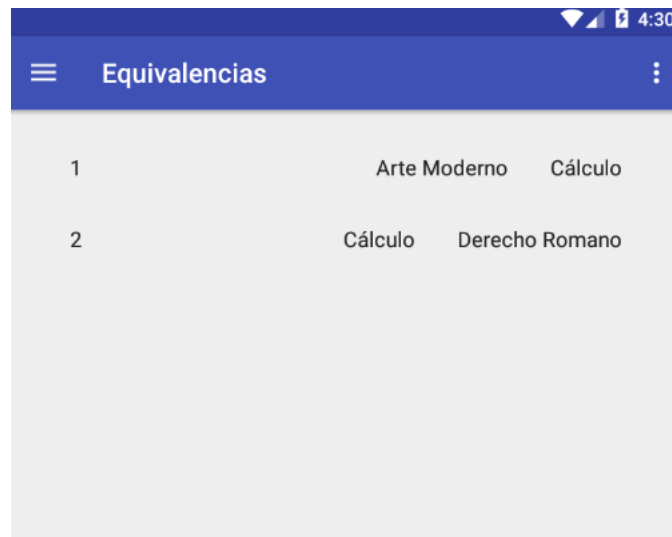 4:30
Equivalencias
1 Arte Moderno Cálculo
2 Cálculo Derecho Romano